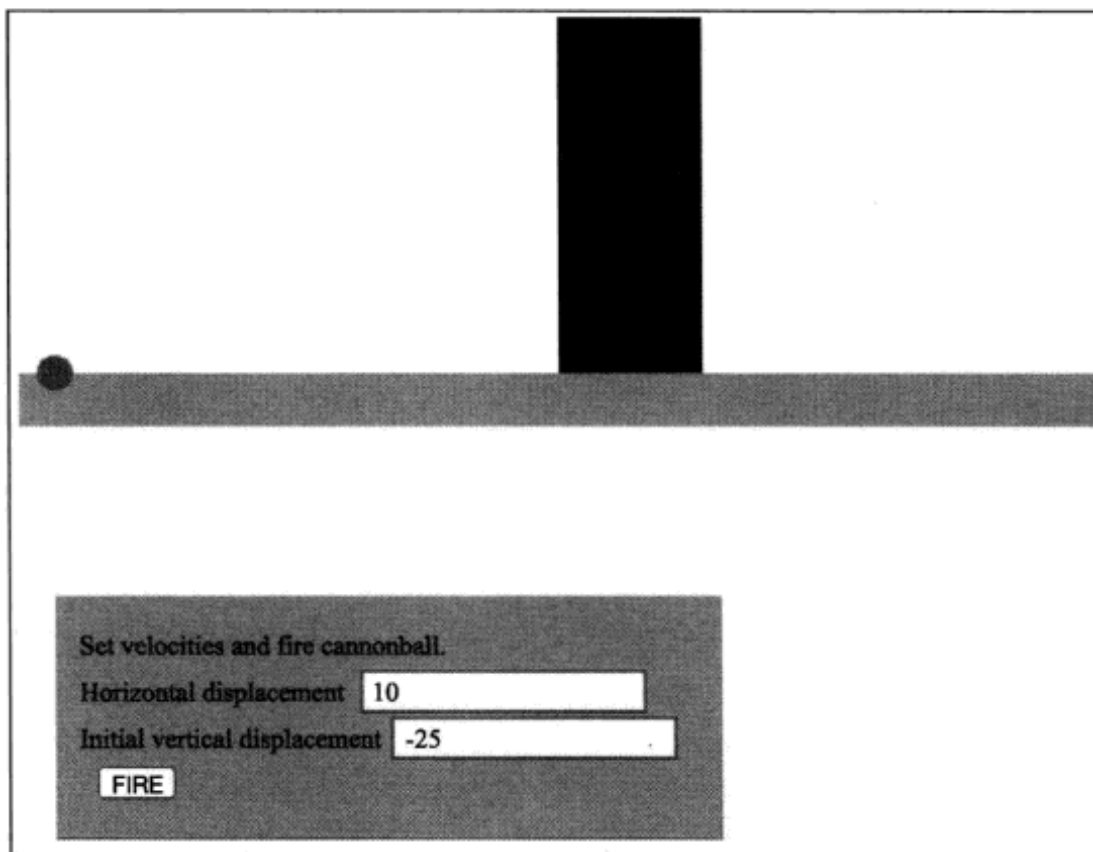 Set velocities and fire cannonball.
Horizontal displacement 10
Initial vertical displacement -25
FIRE